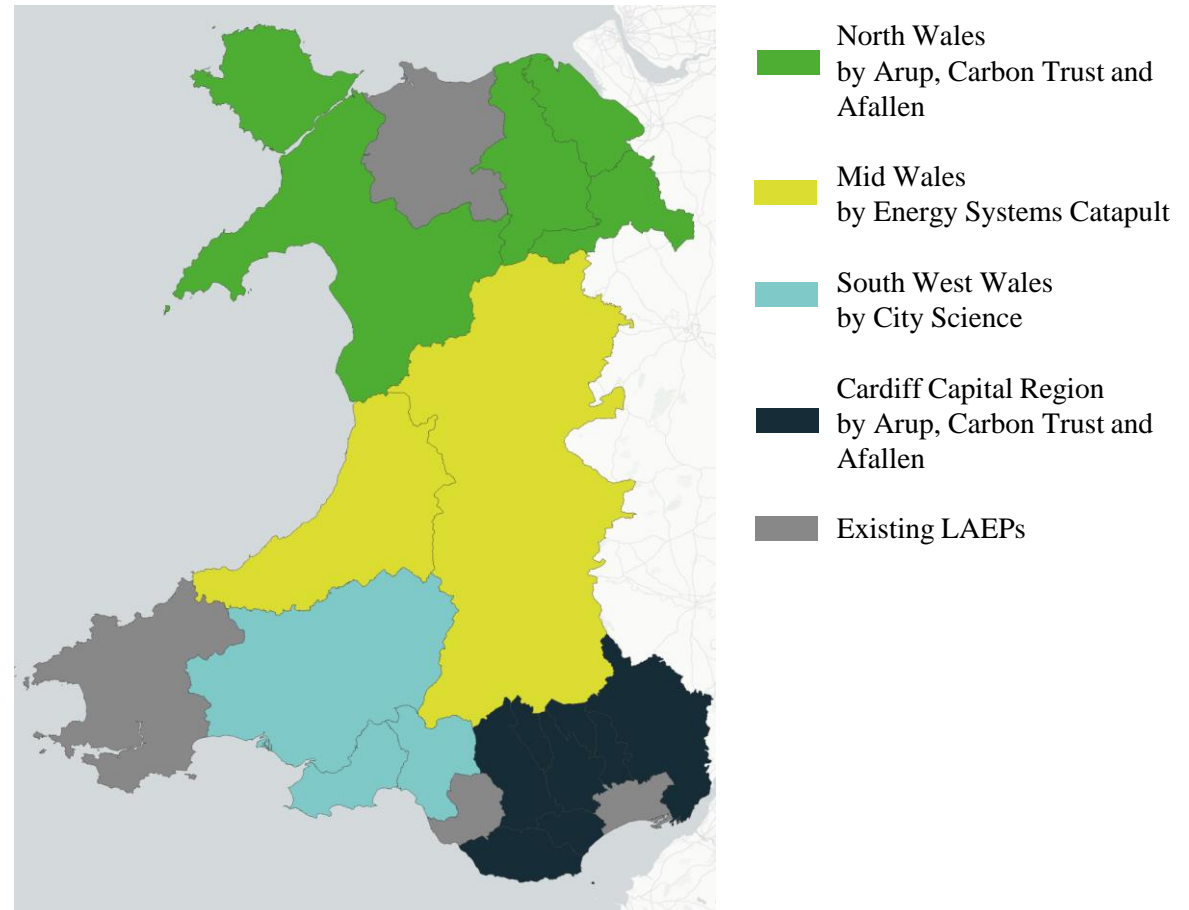 North Wales
by Arup, Carbon Trust and
Afallen
Mid Wales
by Energy Systems Catapult
South West Wales
by City Science
Cardiff Capital Region
by Arup, Carbon Trust and
Afallen
Existing LAEPs